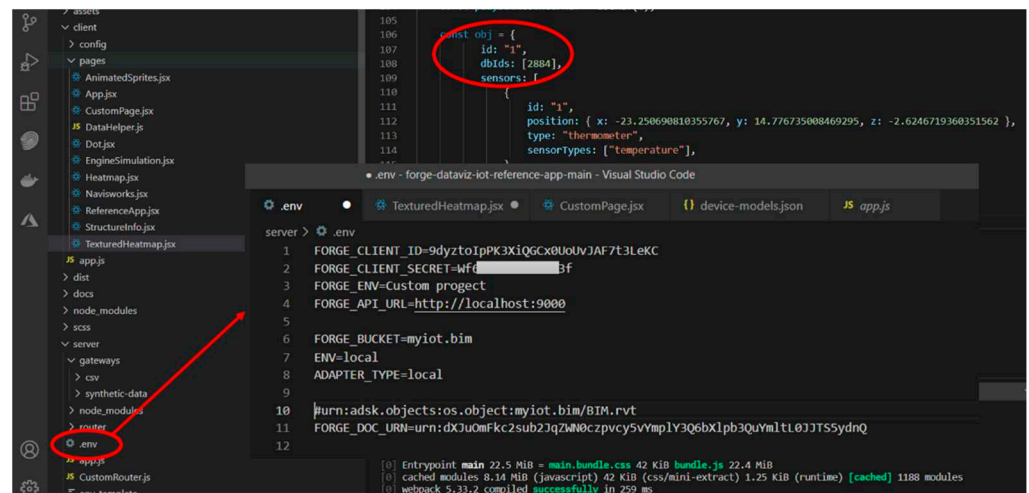 assets
client
config
pages
AnimatedSprites.jsx
App.jsx
CustomPage.jsx
JS DataHelper.js
Dot.jsx
EngineSimulation.jsx
Heatmap.jsx
Navisworks.jsx
ReferenceApp.jsx
StructureInfo.jsx
TexturedHeatmap.jsx
JS app.js
dist
docs
node_modules
scss
server
gateways
csv
synthetic-data
node_modules
router
.env
JS app.js
JS CustomRouter.js
105
106 const obj = {
107 id: "1",
108 dbIds: [2884],
109 sensors: [
110 {
111 id: "1",
112 position: { x: -23.250690810355767, y: 14.776735008469295, z: -2.6246719360351562 },
113 type: "thermometer",
114 sensorTypes: ["temperature"],
● .env - forge-dataviz-iot-reference-app-main - Visual Studio Code
.env ● TexturedHeatmap.jsx ● CustomPage.jsx {} device-models.json JS app.js
server > .env
1 FORGE_CLIENT_ID=9dyztoIpPK3XiQGCx0UoUvJAF7t3LeKC
2 FORGE_CLIENT_SECRET=Wf6 3f
3 FORGE_ENV=Custom progect
4 FORGE_API_URL=http://localhost:9000
5
6 FORGE_BUCKET=myiot.bim
7 ENV=local
8 ADAPTER_TYPE=local
9
10 #urn:adsk.objects:os.object:myiot.bim/BIM.rvt
11 FORGE_DOC_URN=urn:dXJuOmFkc2sub2JqZWN0czpvcy5vYmplY3Q6bXlpb3QuYmltL0JJTS5ydnQ
12
[0] Entrypoint main 22.5 MiB = main.bundle.css 42 KiB bundle.js 22.4 MiB
[0] cached modules 8.14 MiB (javascript) 42 KiB (css/mini-extract) 1.25 KiB (runtime) [cached] 1188 modules
[0] webpack 5.33.2 compiled successfully in 259 ms